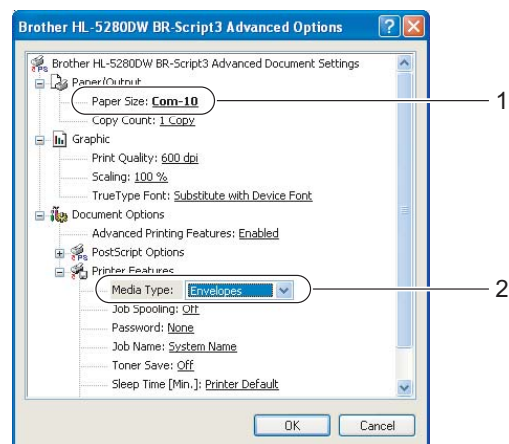 Brother HL-5280DW BR-Script3 Advanced Options
Brother HL-5280DW BR-Script3 Advanced Document Settings
Paper/Output
Paper Size: Com-10
1
Copy Count: 1 Copy
Graphic
Print Quality: 600 dpi
Scaling: 100 %
TrueType Font: Substitute with Device Font
Document Options
Advanced Printing Features: Enabled
PostScript Options
Printer Features
Media Type: Envelopes
2
Job Spooling: Off
Password: None
Job Name: System Name
Toner Save: Off
Sleep Time [Min.]: Printer Default
OK Cancel